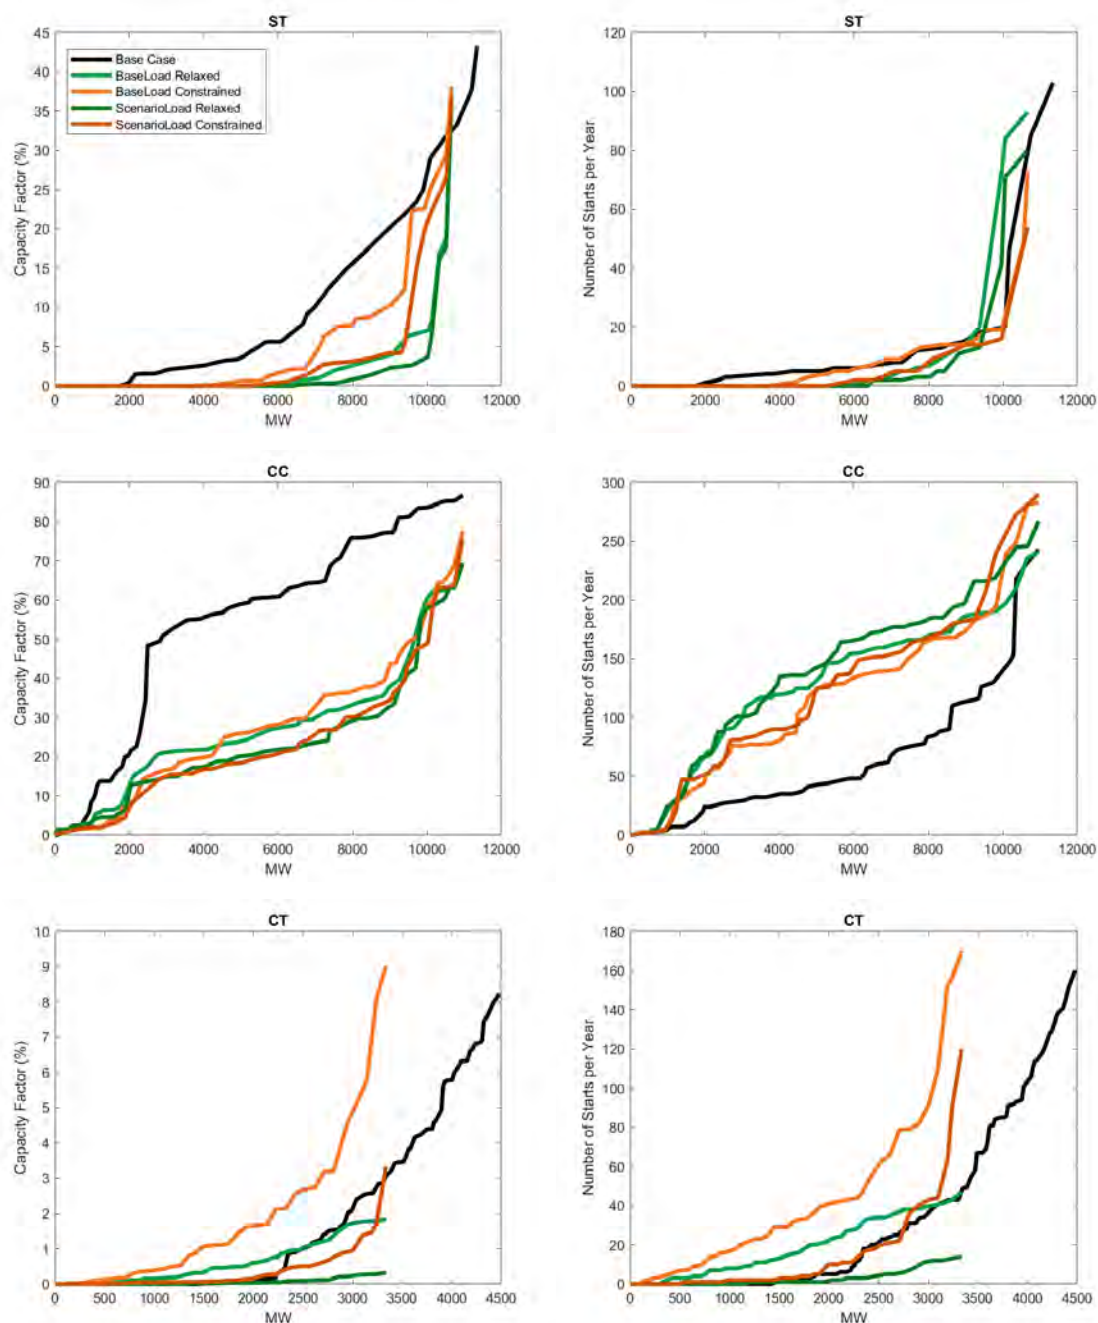 ST
45
40
35
30
25
20
15
10
5
0
Capacity Factor (%)
Base Case
BaseLoad Relaxed
BaseLoad Constrained
ScenarioLoad Relaxed
ScenarioLoad Constrained
0 2000 4000 6000 8000 10000 12000
MW
ST
120
100
80
60
40
20
0
Number of Starts per Year
0 2000 4000 6000 8000 10000 12000
MW
CC
90
80
70
60
50
40
30
20
10
0
Capacity Factor (%)
0 2000 4000 6000 8000 10000 12000
MW
CC
300
250
200
150
100
50
0
Number of Starts per Year
0 2000 4000 6000 8000 10000 12000
MW
CT
10
9
8
7
6
5
4
3
2
1
0
Capacity Factor (%)
0 500 1000 1500 2000 2500 3000 3500 4000 4500
MW
CT
180
160
140
120
100
80
60
40
20
0
Number of Starts per Year
0 500 1000 1500 2000 2500 3000 3500 4000 4500
MW